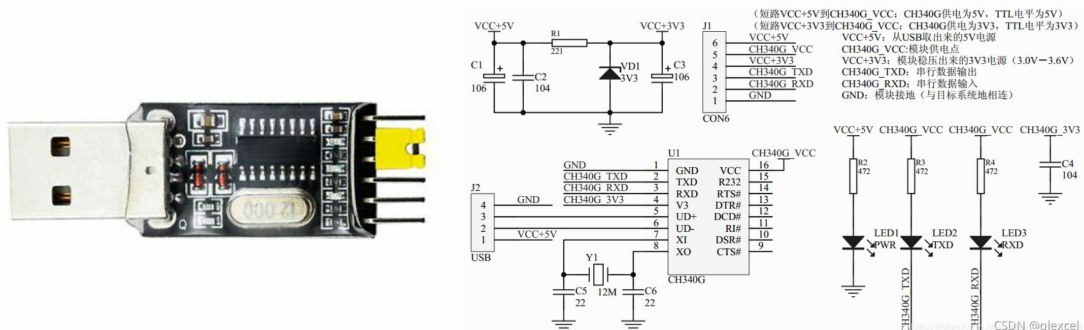 12.000
VCC+5V
VCC+3V3
J1
R1
221
C1
106
C2
104
VD1
3V3
C3
106
6 VCC+5V
5 CH340G_VCC
4 VCC+3V3
3 CH340G_TXD
2 CH340G_RXD
1 GND
CON6
(短路VCC+5V到CH340G_VCC: CH340G供电为5V, TTL电平为5V)
(短路VCC+3V3到CH340G_VCC: CH340G供电为3V3, TTL电平为3V3)
VCC+5V: 从USB取出来的5V电源
CH340G_VCC:模块供电点
VCC+3V3: 模块稳压出来的3V3电源 (3.0V－3.6V)
CH340G_TXD: 串行数据输出
CH340G_RXD: 串行数据输入
GND: 模块接地 (与目标系统地相连)
J2
4 GND
3
2
1 VCC+5V
USB
U1
CH340G_VCC
GND 1 GND VCC 16
CH340G_TXD 2 TXD R232 15
CH340G_RXD 3 RXD RTS# 14
CH340G_3V3 4 V3 DTR# 13
5 UD+ DCD# 12
6 UD- RI# 11
7 XI DSR# 10
8 XO CTS# 9
CH340G
Y1
12M
C5
22
C6
22
VCC+5V CH340G_VCC CH340G_VCC CH340G_3V3
R2
472
R3
472
R4
472
C4
104
LED1
PWR
LED2
TXD
LED3
RXD
CH340G_TXD
CH340G_RXD
CSDN @qlexcel